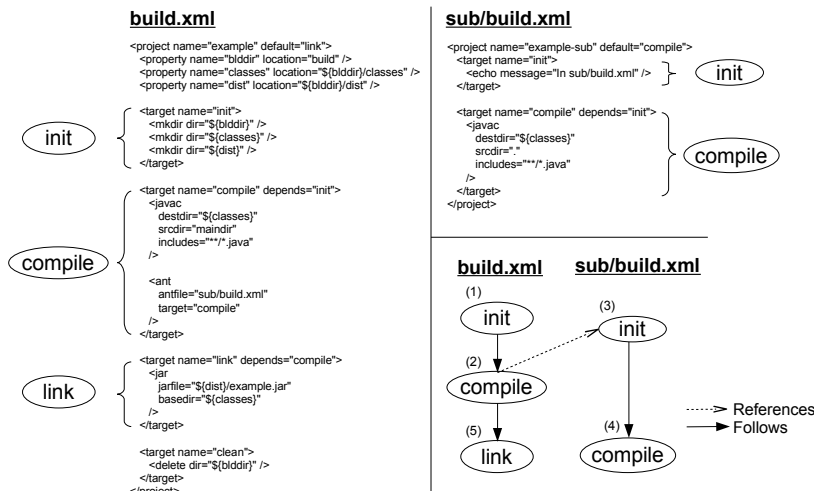 build.xml
<project name="example" default="link">
<property name="blddir" location="build" />
<property name="classes" location="${blddir}/classes" />
<property name="dist" location="${blddir}/dist" />
init
<target name="init">
<mkdir dir="${blddir}" />
<mkdir dir="${classes}" />
<mkdir dir="${dist}" />
</target>
compile
<target name="compile" depends="init">
<javac
destdir="${classes}"
srcdir="maindir"
includes="**/*.java"
/>
<ant
antfile="sub/build.xml"
target="compile"
/>
</target>
link
<target name="link" depends="compile">
<jar
jarfile="${dist}/example.jar"
basedir="${classes}"
/>
</target>
<target name="clean">
<delete dir="${blddir}" />
</target>
</project>
sub/build.xml
<project name="example-sub" default="compile">
<target name="init">
<echo message="In sub/build.xml" />
</target>
init
<target name="compile" depends="init">
<javac
destdir="${classes}"
srcdir="."
includes="**/*.java"
/>
</target>
</project>
compile
build.xml
sub/build.xml
(1)
init
(3)
init
(2)
compile
(5)
link
(4)
compile
References
Follows